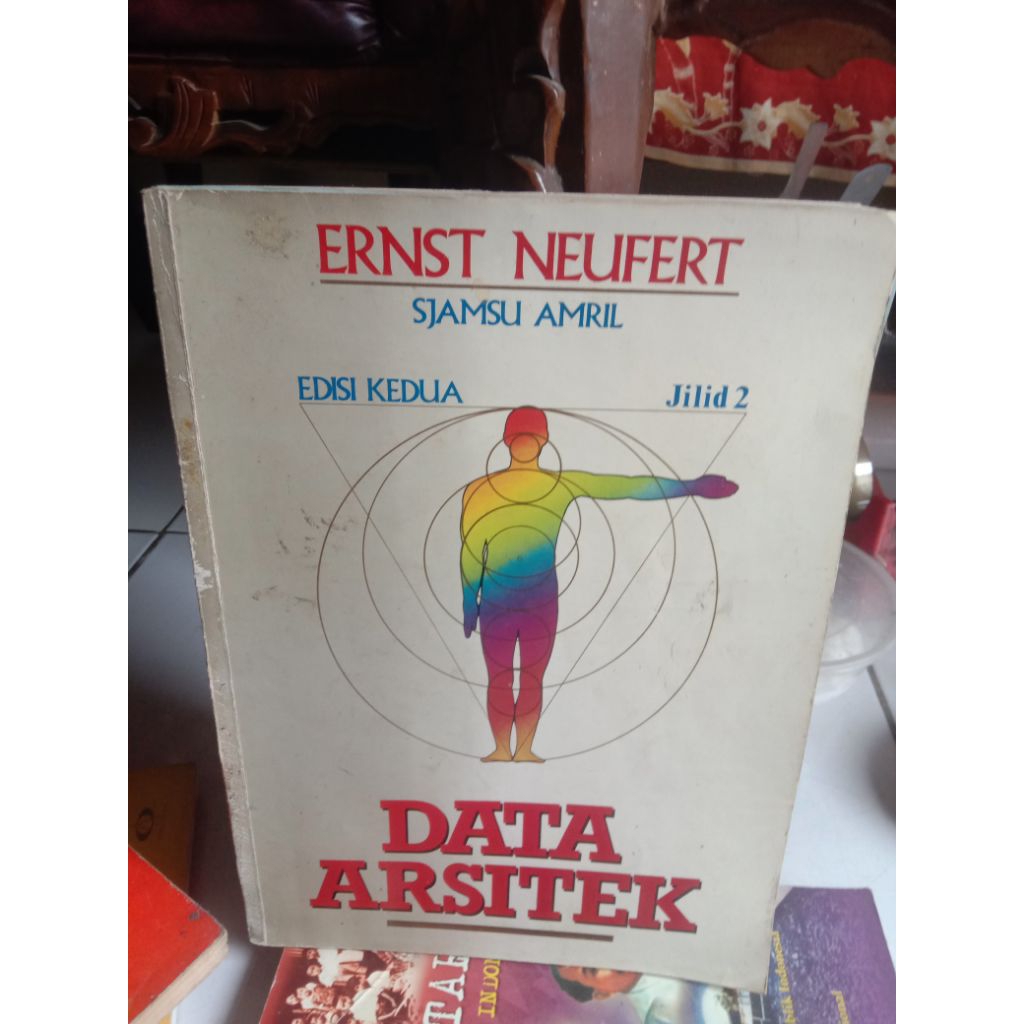 ERNST NEUFERT
SJAMSU AMRIL
EDISI KEDUA
Jilid 2
DATA
ARSITEK